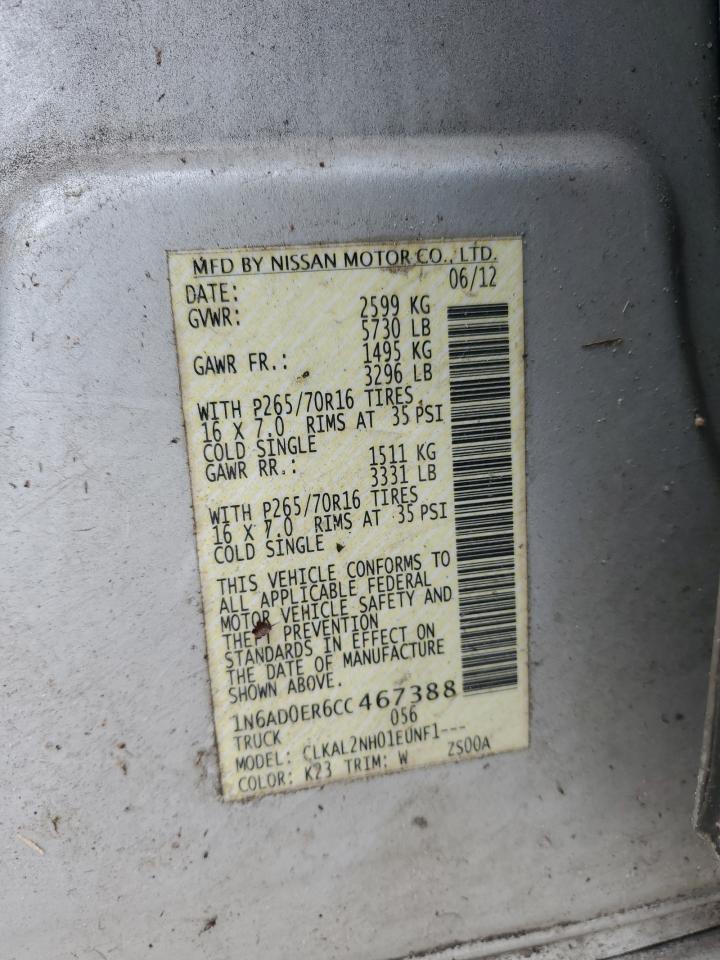 MFD BY NISSAN MOTOR CO., LTD.
DATE: 06/12
GVWR: 2599 KG
5730 LB
GAWR FR.: 1495 KG
3296 LB
WITH P265/70R16 TIRES
16 X 7.0 RIMS AT 35 PSI
COLD SINGLE
GAWR RR.: 1511 KG
3331 LB
WITH P265/70R16 TIRES
16 X 7.0 RIMS AT 35 PSI
COLD SINGLE
THIS VEHICLE CONFORMS TO
ALL APPLICABLE FEDERAL
MOTOR VEHICLE SAFETY AND
THEFT PREVENTION
STANDARDS IN EFFECT ON
THE DATE OF MANUFACTURE
SHOWN ABOVE.
1N6AD0ER6CC 467388
TRUCK 056
MODEL: CLKAL2NH01EUNF1---
COLOR: K23 TRIM: W ZS00A